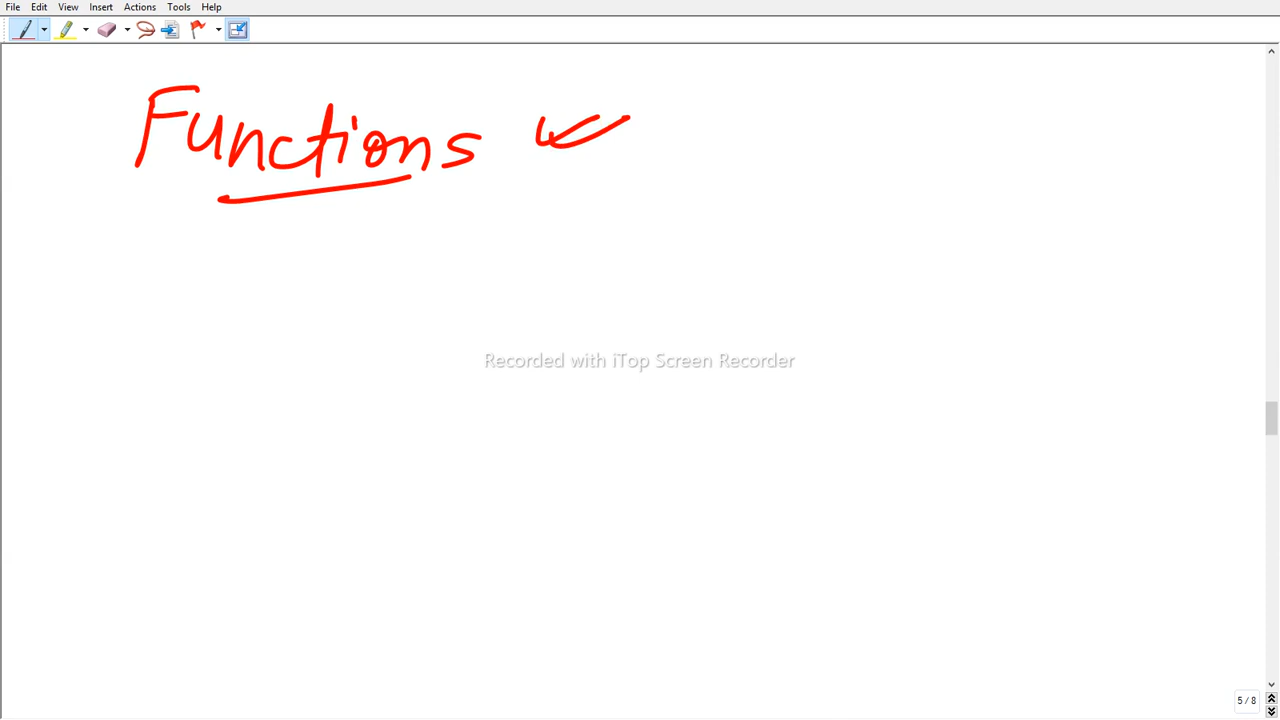 File Edit View Insert Actions Tools Help
Functions
Recorded with iTop Screen Recorder
5 / 8